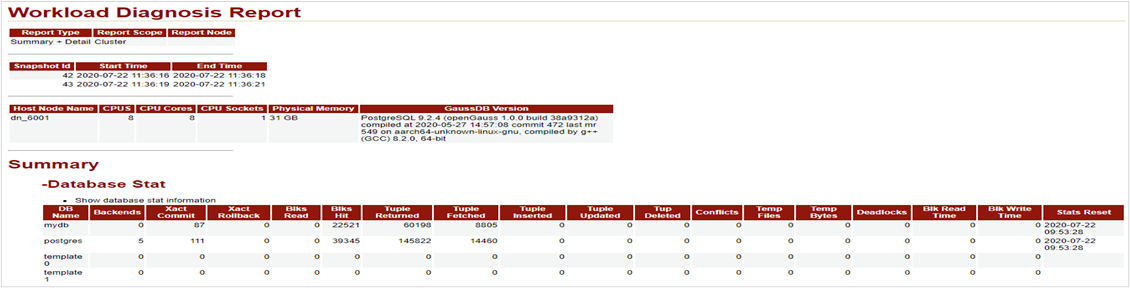 Workload Diagnosis Report
Report Type Report Scope Report Node
Summary + Detail Cluster
Snapshot Id Start Time End Time
42 2020-07-22 11:36:16 2020-07-22 11:36:18
43 2020-07-22 11:36:19 2020-07-22 11:36:21
Host Node Name CPUS CPU Cores CPU Sockets Physical Memory GaussDB Version
dn_6001 8 8 1 31 GB PostgreSQL 9.2.4 (openGauss 1.0.0 build 38a9312a)
compiled at 2020-05-27 14:57:08 commit 472 last mr
549 on aarch64-unknown-linux-gnu, compiled by g++
(GCC) 8.2.0, 64-bit
Summary
-Database Stat
• Show database stat information
DB Name Backends Xact Commit Xact Rollback Blks Read Blks Hit Tuple Returned Tuple Fetched Tuple Inserted Tuple Updated Tup Deleted Conflicts Temp Files Temp Bytes Deadlocks Blk Read Time Blk Write Time Stats Reset
mydb 0 87 0 0 22521 60198 8805 0 0 0 0 0 0 0 0 0 2020-07-22 09:53:28
postgres 5 111 0 0 39345 145822 14460 0 0 0 0 0 0 0 0 0 2020-07-22 09:53:28
template0 0 0 0 0 0 0 0 0 0 0 0 0 0 0 0 0
template1 0 0 0 0 0 0 0 0 0 0 0 0 0 0 0 0